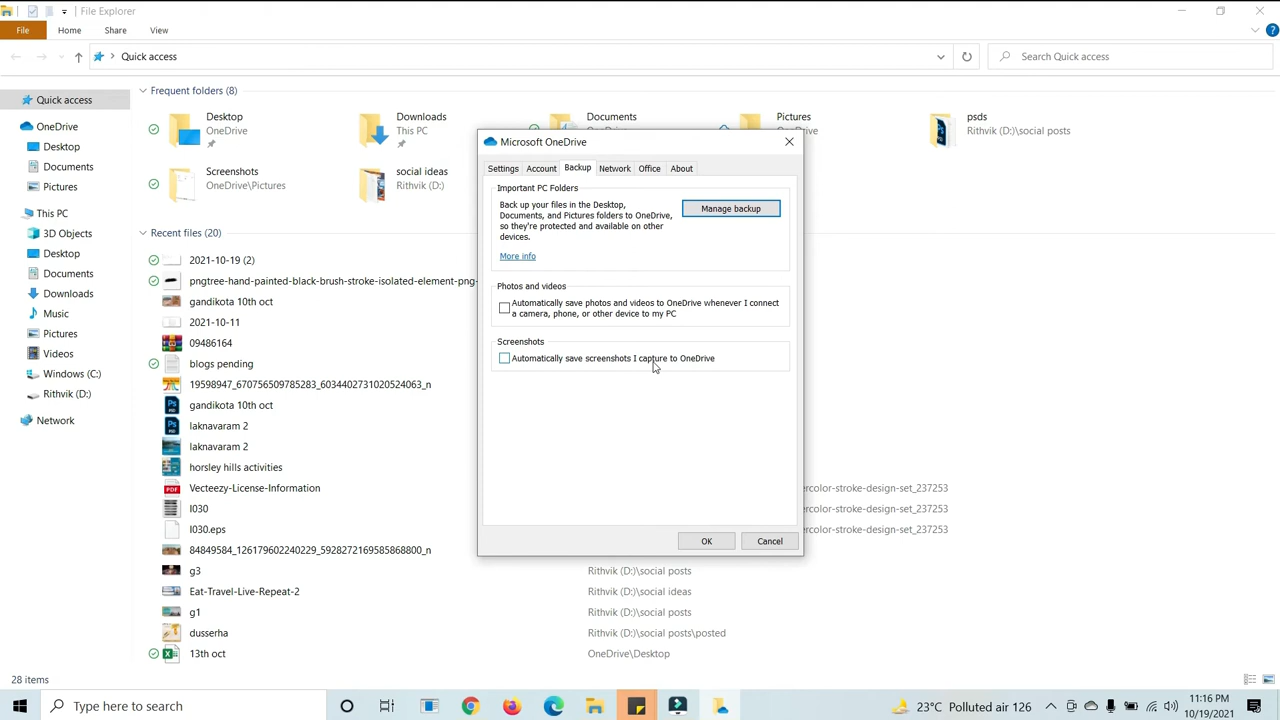 File Explorer
File Home Share View
Quick access
Search Quick access
Quick access
OneDrive
Desktop
Documents
Pictures
This PC
3D Objects
Desktop
Documents
Downloads
Music
Pictures
Videos
Windows (C:)
Rithvik (D:)
Network
Frequent folders (8)
Desktop
OneDrive
Downloads
This PC
Documents
Pictures
OneDrive
psds
Rithvik (D:)\social posts
Screenshots
OneDrive\Pictures
social ideas
Rithvik (D:)
Recent files (20)
2021-10-19 (2)
pngtree-hand-painted-black-brush-stroke-isolated-element-png-
gandikota 10th oct
2021-10-11
09486164
blogs pending
19598947_670756509785283_6034402731020524063_n
gandikota 10th oct
laknavaram 2
laknavaram 2
horsley hills activities
Vecteezy-License-Information
ercolor-stroke-design-set_237253
I030
ercolor-stroke-design-set_237253
I030.eps
ercolor-stroke-design-set_237253
84849584_126179602240229_5928272169585868800_n
g3
Rithvik (D:)\social posts
Eat-Travel-Live-Repeat-2
Rithvik (D:)\social ideas
g1
Rithvik (D:)\social posts
dusserha
Rithvik (D:)\social posts\posted
13th oct
OneDrive\Desktop
Microsoft OneDrive
Settings Account Backup Network Office About
Important PC Folders
Back up your files in the Desktop,
Documents, and Pictures folders to OneDrive,
so they're protected and available on other
devices.
Manage backup
More info
Photos and videos
Automatically save photos and videos to OneDrive whenever I connect
a camera, phone, or other device to my PC
Screenshots
Automatically save screenshots I capture to OneDrive
OK Cancel
28 items
Type here to search
23°C Polluted air 126
11:16 PM
10/19/2021